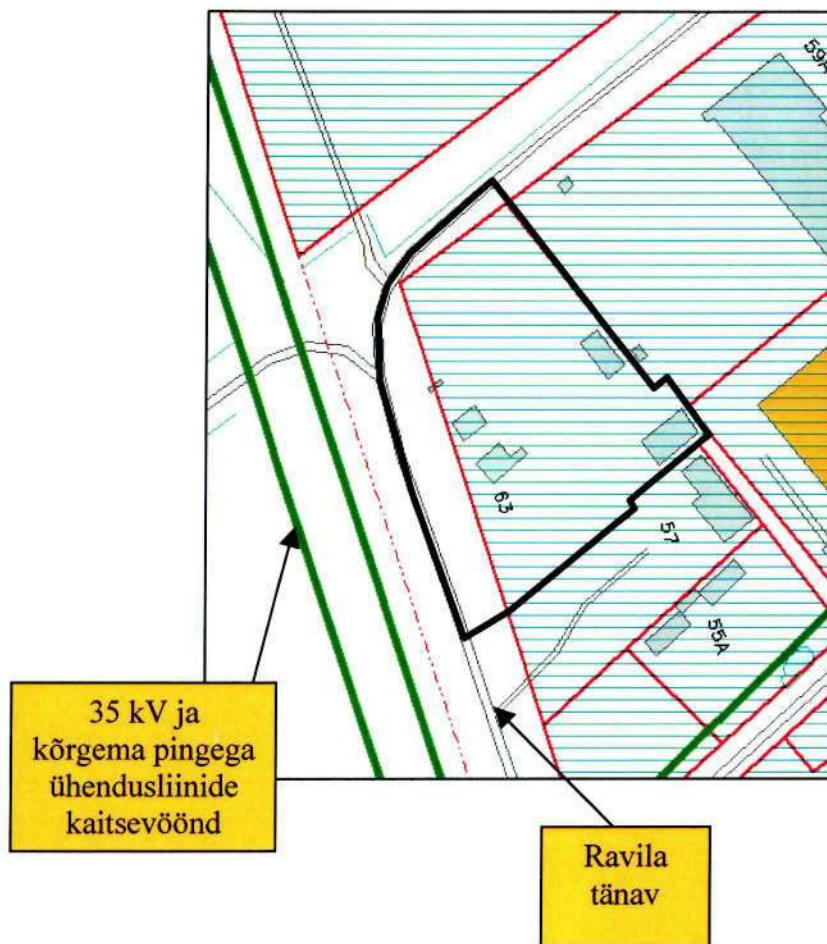 59A
63
57
55A
35 kV ja
kõrgema pingega
ühendusliinide
kaitsevöönd
Ravila
tänav